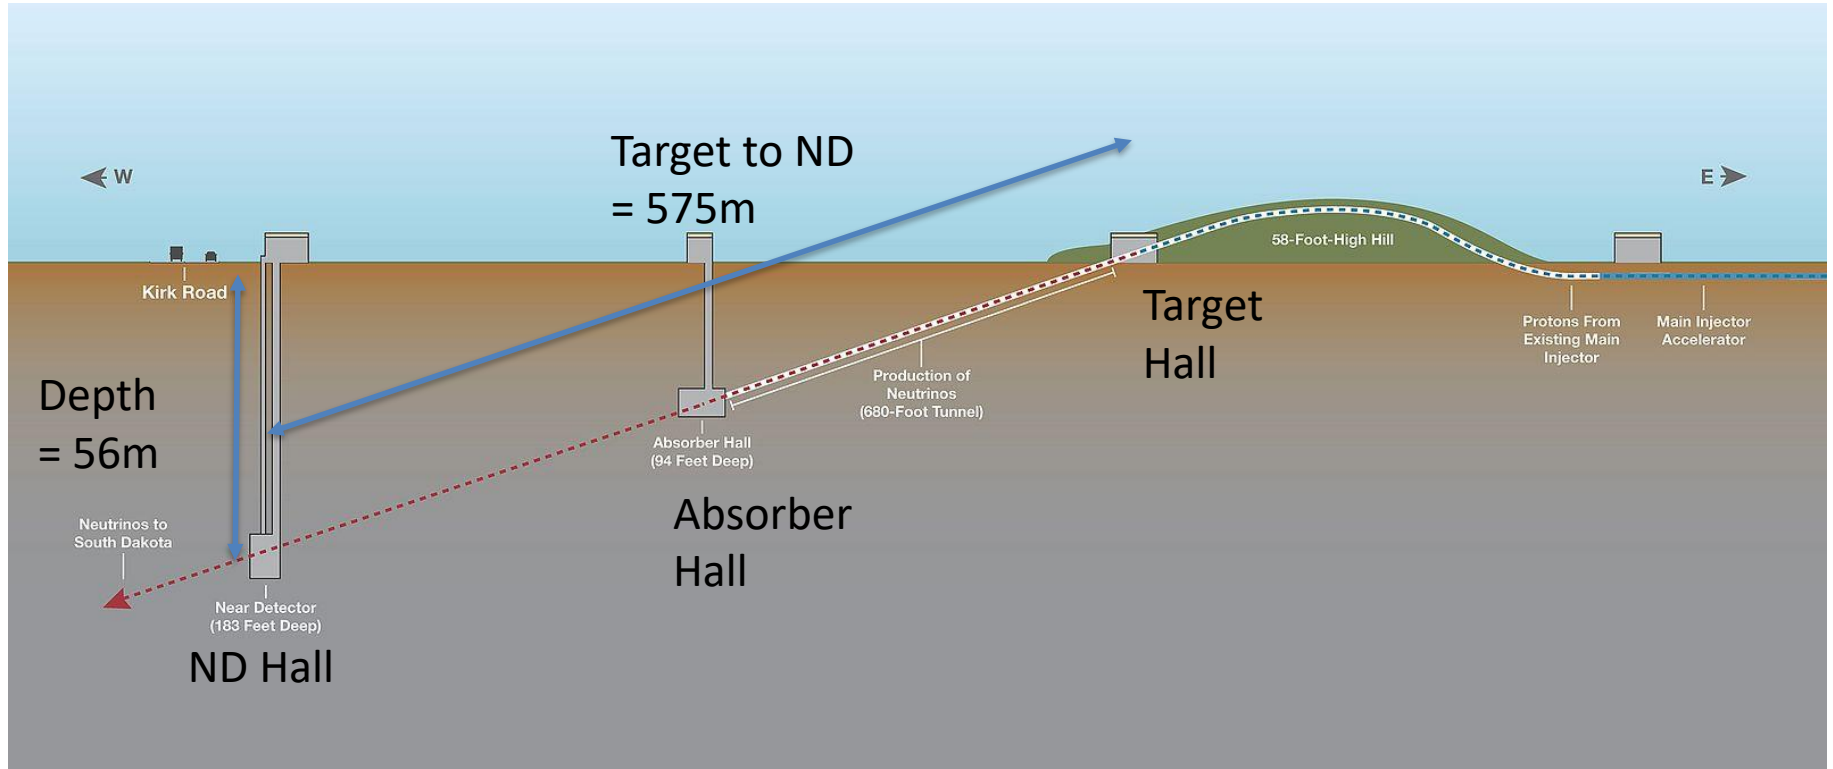 Target to ND
= 575m
W
E
58-Foot-High Hill
Kirk Road
Target
Hall
Protons From
Existing Main
Injector
Main Injector
Accelerator
Production of
Neutrinos
(680-Foot Tunnel)
Depth
= 56m
Absorber Hall
(94 Feet Deep)
Absorber
Hall
Neutrinos to
South Dakota
Near Detector
(183 Feet Deep)
ND Hall